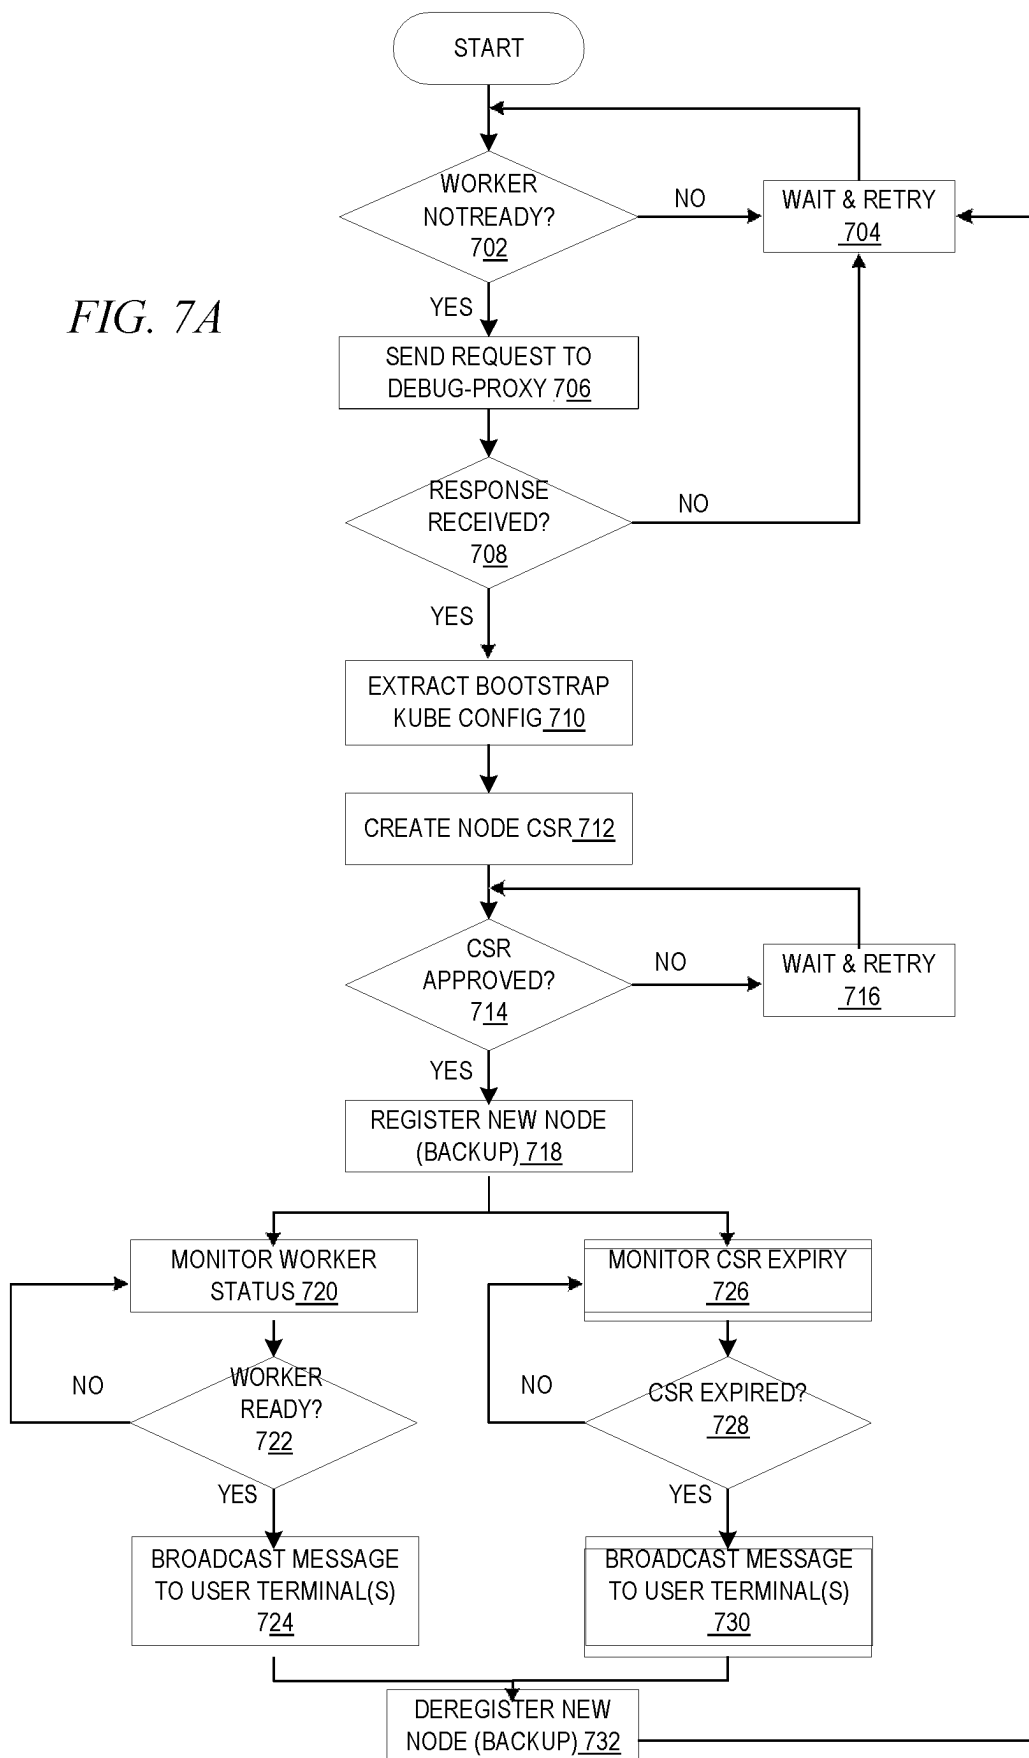 START
WORKER
NOTREADY?
702
NO
WAIT & RETRY
704
YES
FIG. 7A
SEND REQUEST TO
DEBUG-PROXY 706
RESPONSE
RECEIVED?
708
NO
YES
EXTRACT BOOTSTRAP
KUBE CONFIG 710
CREATE NODE CSR 712
CSR
APPROVED?
714
NO
WAIT & RETRY
716
YES
REGISTER NEW NODE
(BACKUP) 718
MONITOR WORKER
STATUS 720
MONITOR CSR EXPIRY
726
WORKER
READY?
722
NO
CSR EXPIRED?
728
NO
YES
YES
BROADCAST MESSAGE
TO USER TERMINAL(S)
724
BROADCAST MESSAGE
TO USER TERMINAL(S)
730
DEREGISTER NEW
NODE (BACKUP) 732